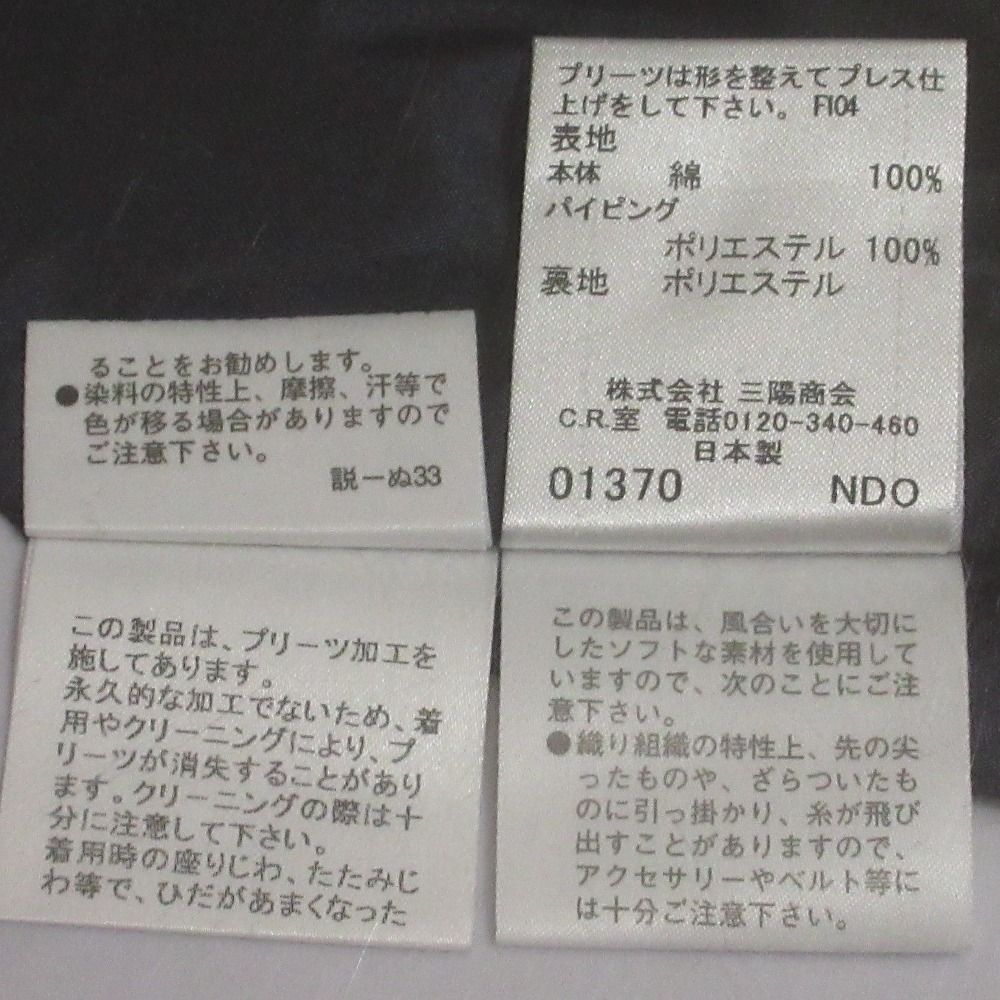 プリーツは形を整えてプレス仕
上げをして下さい。 FI04
表地
本体 綿 100%
パイピング
ポリエステル 100%
裏地 ポリエステル
株式会社 三陽商会
C.R.室 電話0120-340-460
日本製
01370 NDO
ることをお勧めします。
●染料の特性上、摩擦、汗等で
色が移る場合がありますので
ご注意下さい。
説ーぬ33
この製品は、プリーツ加工を
施してあります。
永久的な加工でないため、着
用やクリーニングにより、プ
リーツが消失することがあり
ます。クリーニングの際は十
分に注意して下さい。
着用時の座りじわ、たたみじ
わ等で、ひだがあまくなった
この製品は、風合いを大切に
したソフトな素材を使用して
いますので、次のことにご注
意下さい。
●織り組織の特性上、先の尖
ったものや、ざらついたも
のに引っ掛かり、糸が飛び
出すことがありますので、
アクセサリーやベルト等に
は十分ご注意下さい。